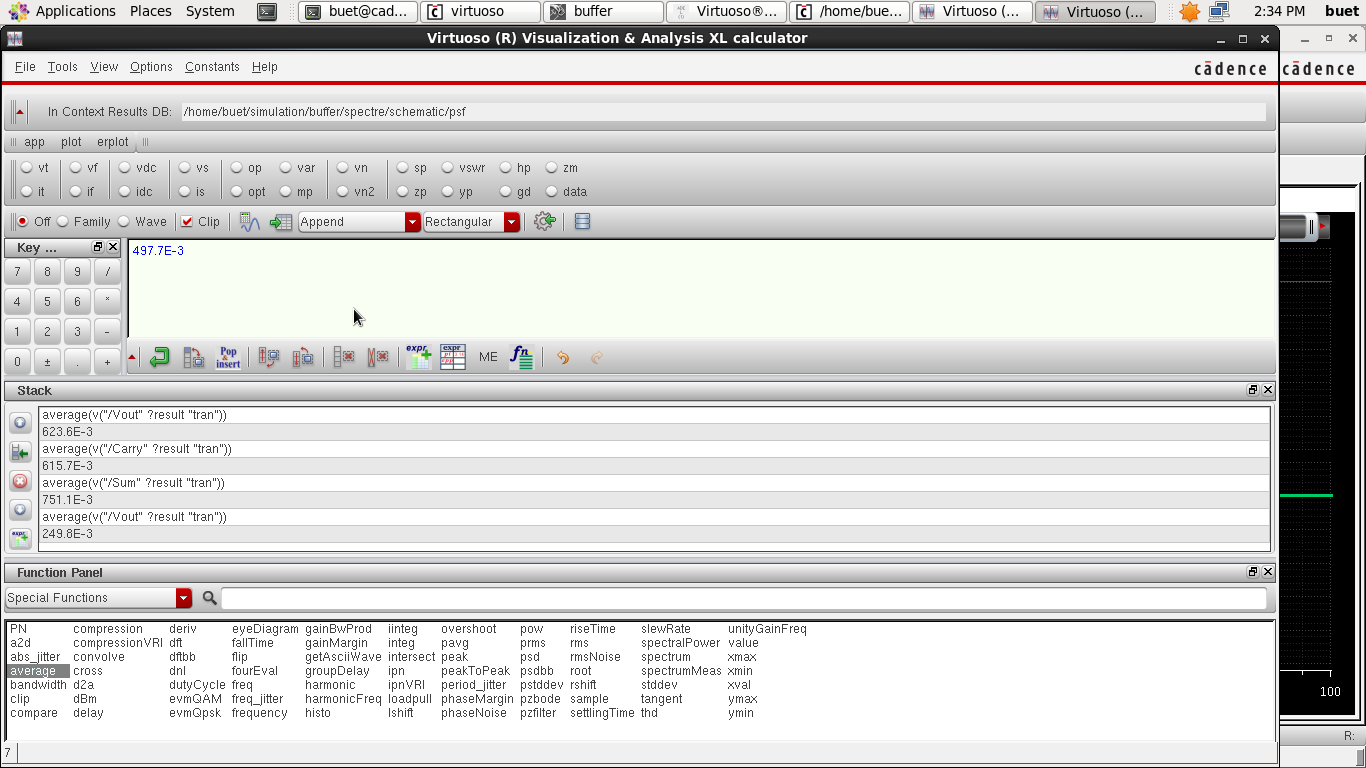 Applications Places System buet@cad... virtuoso buffer Virtuoso®... /home/bue... Virtuoso (... Virtuoso (... 2:34 PM buet
Virtuoso (R) Visualization & Analysis XL calculator
File Tools View Options Constants Help cādence cādence
In Context Results DB: /home/buet/simulation/buffer/spectre/schematic/psf
app plot erplot
vt vf vdc vs op var vn sp vswr hp zm
it if idc is opt mp vn2 zp yp gd data
Off Family Wave Clip Append Rectangular
Key ...
497.7E-3
7 8 9 /
4 5 6 *
1 2 3 -
0 ± . +
Pop insert expr expr ME fn
Stack
average(v("/Vout" ?result "tran"))
623.6E-3
average(v("/Carry" ?result "tran"))
615.7E-3
average(v("/Sum" ?result "tran"))
751.1E-3
average(v("/Vout" ?result "tran"))
249.8E-3
expr
Function Panel
Special Functions
PN compression deriv eyeDiagram gainBwProd iinteg overshoot pow riseTime slewRate unityGainFreq
a2d compressionVRI dft fallTime gainMargin integ pavg prms rms spectralPower value
abs_jitter convolve dftbb flip getAsciiWave intersect peak psd rmsNoise spectrum xmax
average cross dnl fourEval groupDelay ipn peakToPeak psdbb root spectrumMeas xmin
bandwidth d2a dutyCycle freq harmonic ipnVRI period_jitter pstddev rshift stddev xval
clip dBm evmQAM freq_jitter harmonicFreq loadpull phaseMargin pzbode sample tangent ymax
compare delay evmQpsk frequency histo lshift phaseNoise pzfilter settlingTime thd ymin
100
R:
7